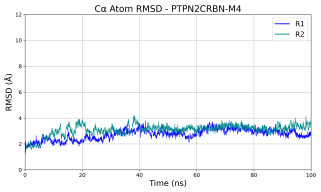 Cα Atom RMSD - PTPN2CRBN-M4
12
10
8
6
4
2
0
RMSD (Å)
R1
R2
0
20
40
60
80
100
Time (ns)